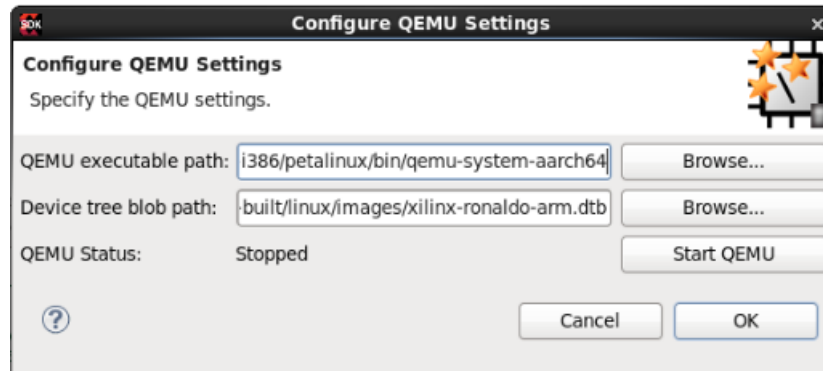 SDK Configure QEMU Settings ×
Configure QEMU Settings
Specify the QEMU settings.
QEMU executable path: i386/petalinux/bin/qemu-system-aarch64 Browse...
Device tree blob path: -built/linux/images/xilinx-ronaldo-arm.dtb Browse...
QEMU Status: Stopped Start QEMU
? Cancel OK